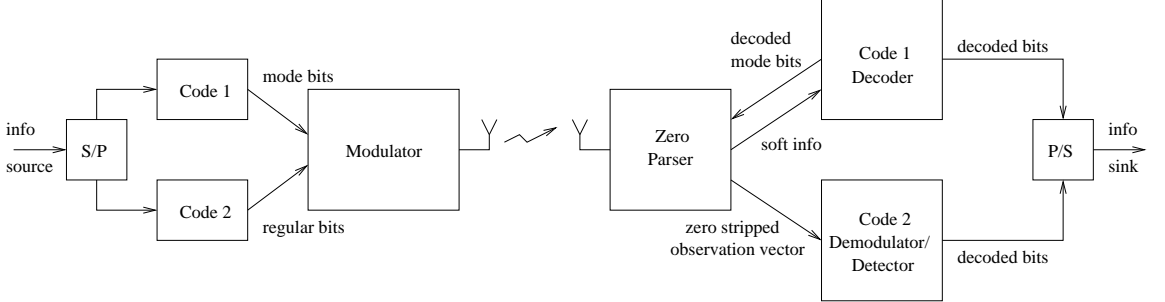 info
source
S/P
Code 1
Code 2
mode bits
regular bits
Modulator
Zero
Parser
decoded
mode bits
soft info
zero stripped
observation vector
Code 1
Decoder
Code 2
Demodulator/
Detector
decoded bits
decoded bits
P/S
info
sink